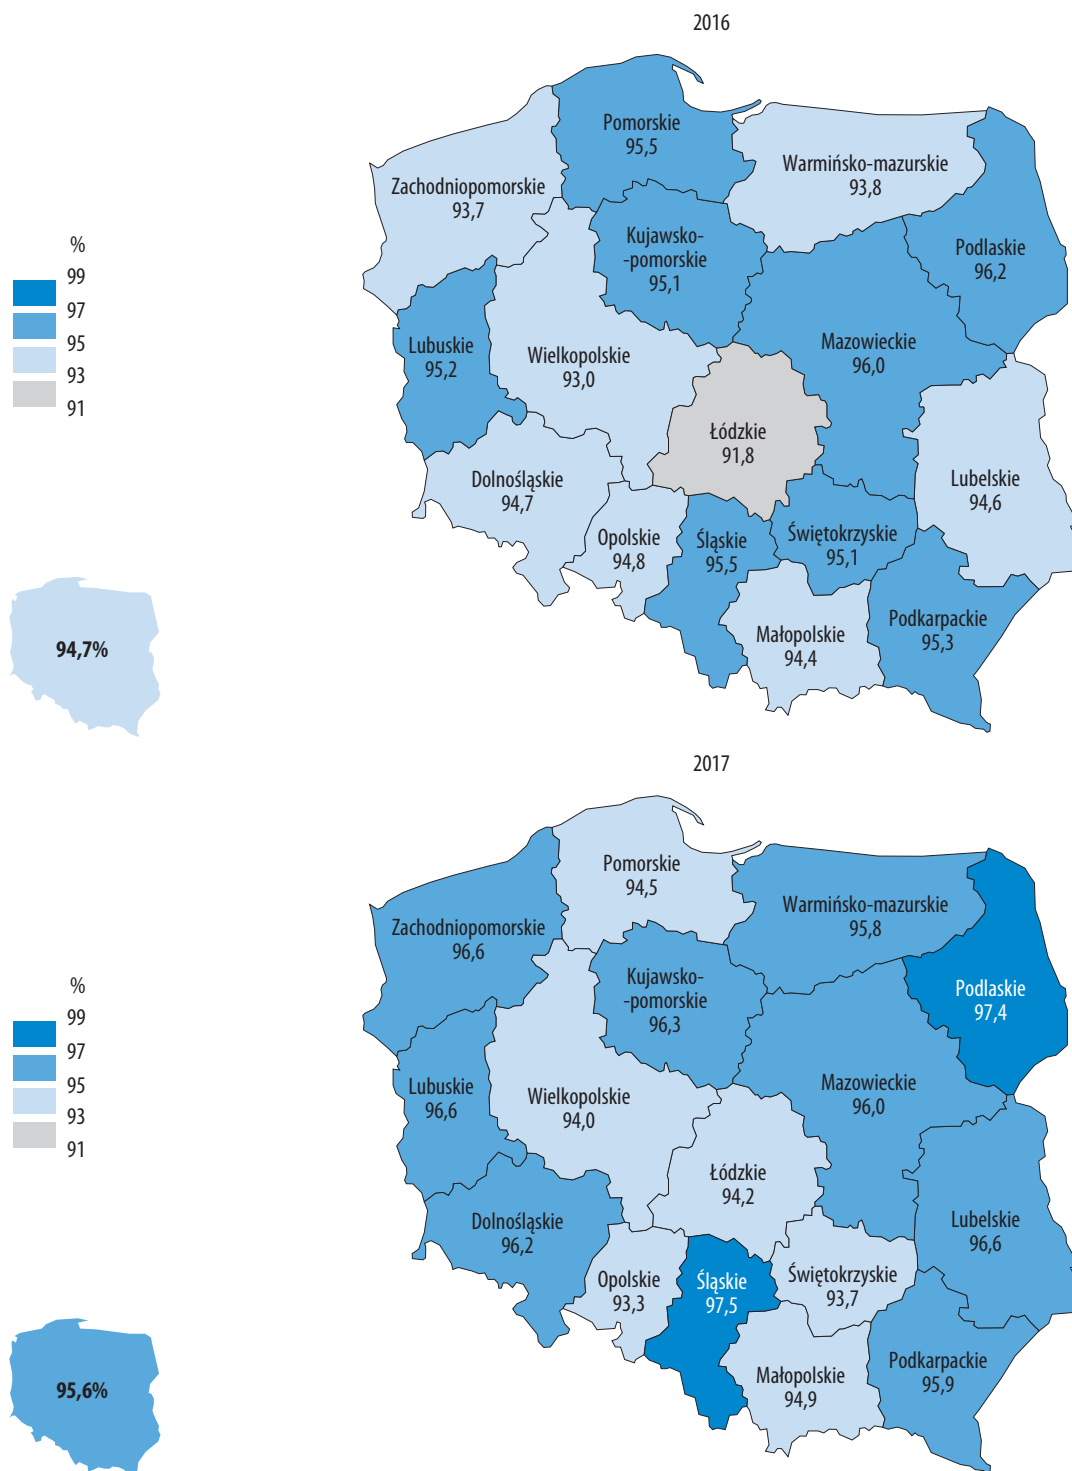 2016
Pomorskie
95,5
Warmińsko-mazurskie
93,8
Zachodniopomorskie
93,7
Kujawsko-
-pomorskie
95,1
Podlaskie
96,2
%
99
97
95
93
91
Lubuskie
95,2
Wielkopolskie
93,0
Mazowieckie
96,0
Łódzkie
91,8
Dolnośląskie
94,7
Lubelskie
94,6
Opolskie
94,8
Śląskie
95,5
Świętokrzyskie
95,1
Małopolskie
94,4
Podkarpackie
95,3
94,7%
2017
Pomorskie
94,5
Warmińsko-mazurskie
95,8
Zachodniopomorskie
96,6
Kujawsko-
-pomorskie
96,3
Podlaskie
97,4
%
99
97
95
93
91
Lubuskie
96,6
Wielkopolskie
94,0
Mazowieckie
96,0
Łódzkie
94,2
Dolnośląskie
96,2
Lubelskie
96,6
Opolskie
93,3
Śląskie
97,5
Świętokrzyskie
93,7
Małopolskie
94,9
Podkarpackie
95,9
95,6%